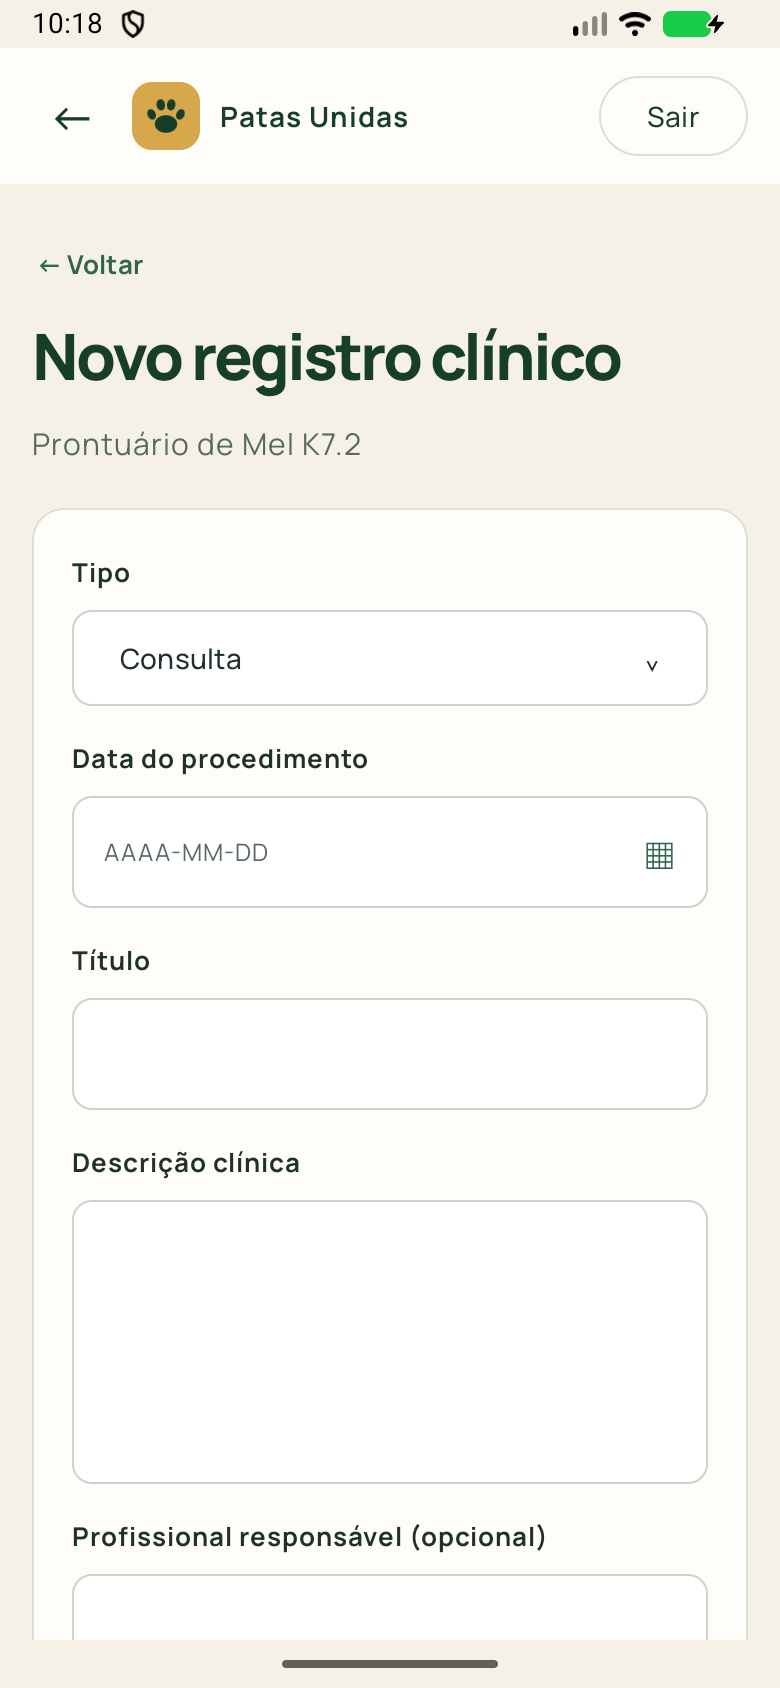 10:18
← Patas Unidas Sair
← Voltar
Novo registro clínico
Prontuário de Mel K7.2
Tipo
Consulta
Data do procedimento
AAAA-MM-DD
Título
Descrição clínica
Profissional responsável (opcional)